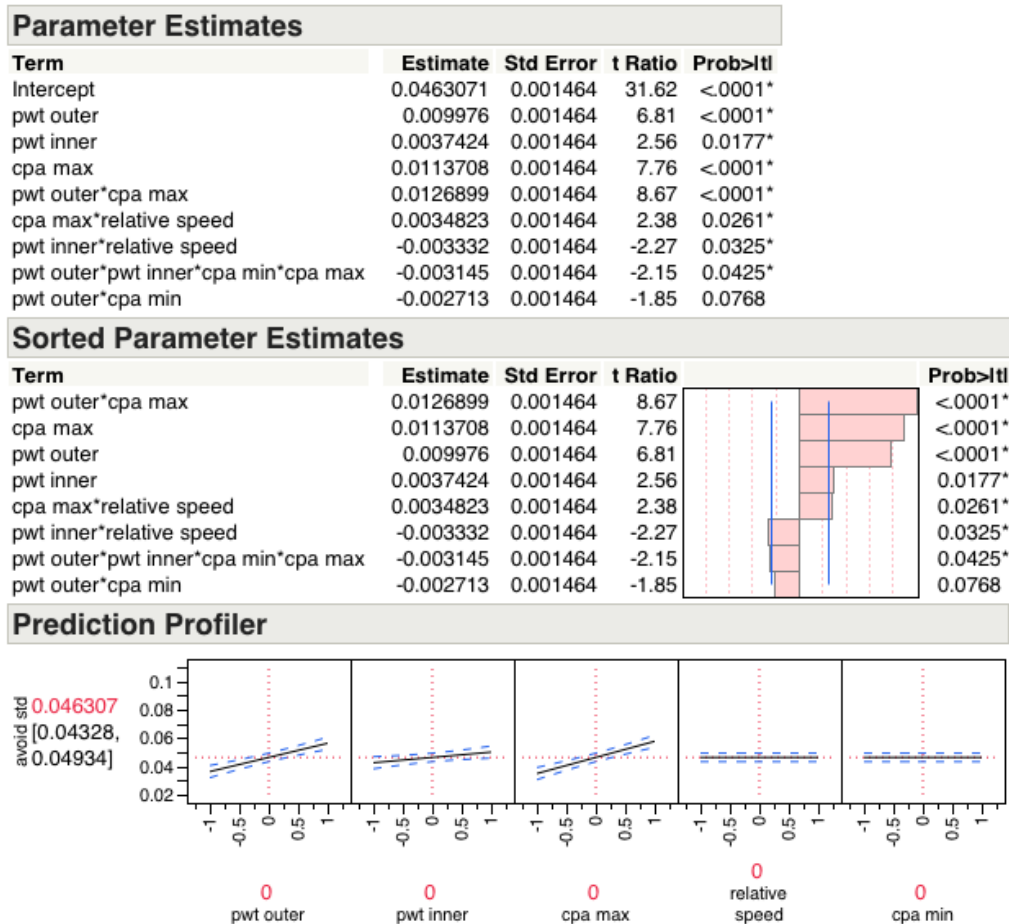 Parameter Estimates
Term Estimate Std Error t Ratio Prob>|t|
Intercept 0.0463071 0.001464 31.62 <.0001*
pwt outer 0.009976 0.001464 6.81 <.0001*
pwt inner 0.0037424 0.001464 2.56 0.0177*
cpa max 0.0113708 0.001464 7.76 <.0001*
pwt outer*cpa max 0.0126899 0.001464 8.67 <.0001*
cpa max*relative speed 0.0034823 0.001464 2.38 0.0261*
pwt inner*relative speed -0.003332 0.001464 -2.27 0.0325*
pwt outer*pwt inner*cpa min*cpa max -0.003145 0.001464 -2.15 0.0425*
pwt outer*cpa min -0.002713 0.001464 -1.85 0.0768
Sorted Parameter Estimates
Term Estimate Std Error t Ratio Prob>|t|
pwt outer*cpa max 0.0126899 0.001464 8.67 <.0001*
cpa max 0.0113708 0.001464 7.76 <.0001*
pwt outer 0.009976 0.001464 6.81 <.0001*
pwt inner 0.0037424 0.001464 2.56 0.0177*
cpa max*relative speed 0.0034823 0.001464 2.38 0.0261*
pwt inner*relative speed -0.003332 0.001464 -2.27 0.0325*
pwt outer*pwt inner*cpa min*cpa max -0.003145 0.001464 -2.15 0.0425*
pwt outer*cpa min -0.002713 0.001464 -1.85 0.0768
Prediction Profiler
avoid std
0.046307
[0.04328,
0.04934]
0.1
0.08
0.06
0.04
0.02
-1 -0.5 0 0.5 1 -1 -0.5 0 0.5 1 -1 -0.5 0 0.5 1 -1 -0.5 0 0.5 1 -1 -0.5 0 0.5 1
0 0 0 0 0
pwt outer pwt inner cpa max relative speed cpa min